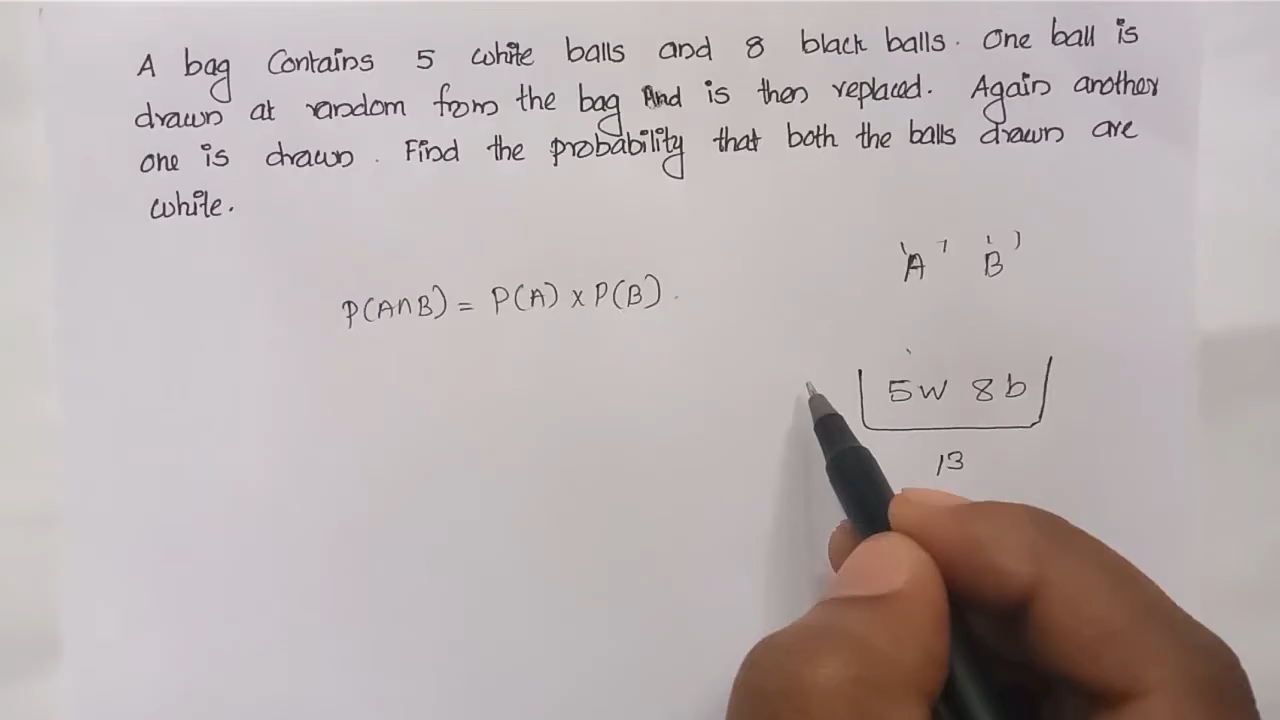 A bag contains 5 white balls and 8 black balls. One ball is
drawn at random from the bag And is then replaced. Again another
one is drawn. Find the probability that both the balls drawn are
white.
'A' 'B'
P(A∩B) = P(A) x P(B).
5w 8b
13